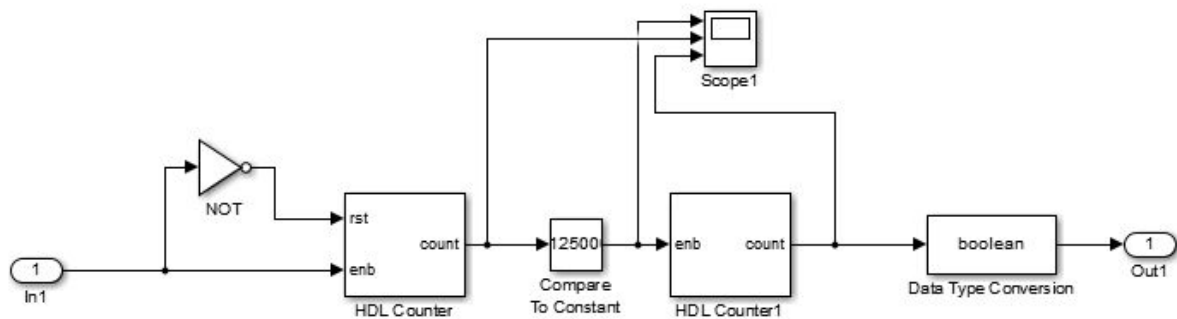 Scope1
NOT
rst
count
enb
HDL Counter
12500
Compare
To Constant
enb
count
HDL Counter1
boolean
Data Type Conversion
1
In1
1
Out1